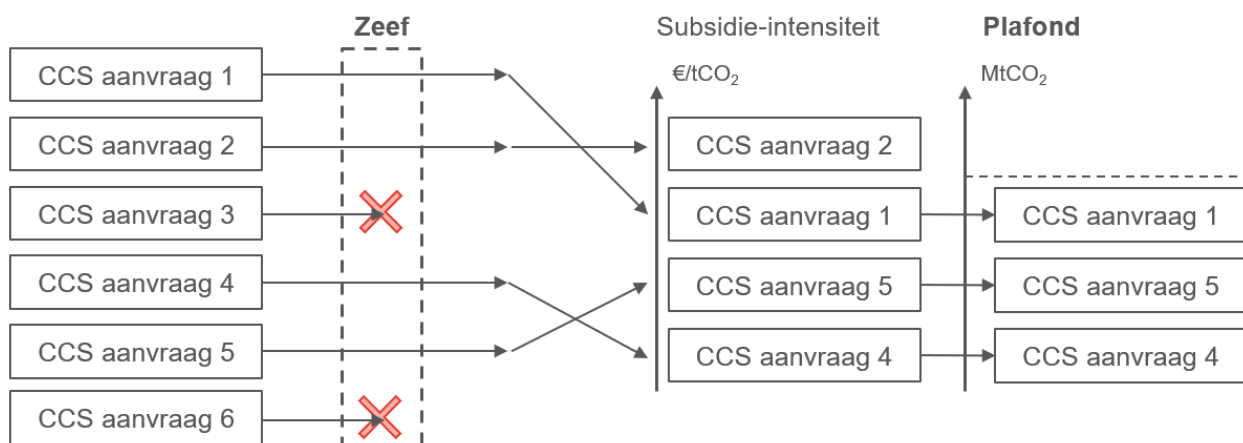 Zeef
Subsidie-intensiteit
Plafond
CCS aanvraag 1
CCS aanvraag 2
CCS aanvraag 3
CCS aanvraag 4
CCS aanvraag 5
CCS aanvraag 6
€/tCO₂
CCS aanvraag 2
CCS aanvraag 1
CCS aanvraag 5
CCS aanvraag 4
MtCO₂
CCS aanvraag 1
CCS aanvraag 5
CCS aanvraag 4